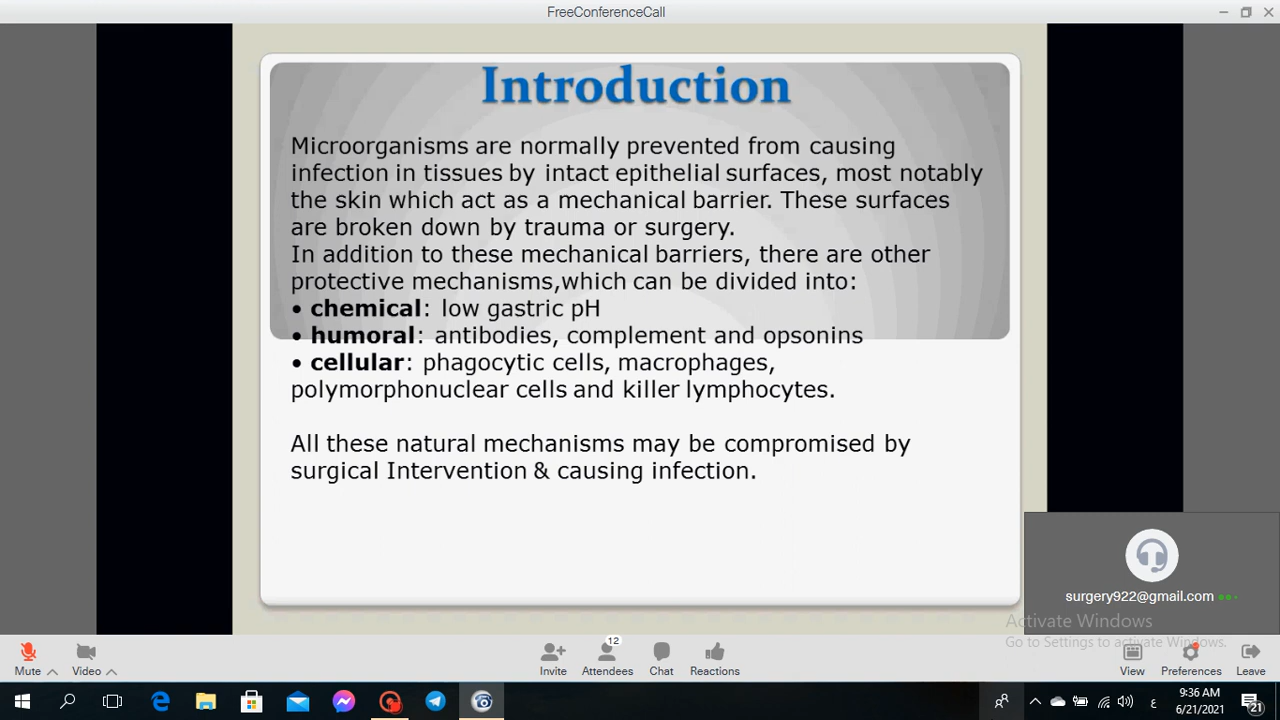 FreeConferenceCall
Introduction
Microorganisms are normally prevented from causing
infection in tissues by intact epithelial surfaces, most notably
the skin which act as a mechanical barrier. These surfaces
are broken down by trauma or surgery.
In addition to these mechanical barriers, there are other
protective mechanisms,which can be divided into:
• chemical: low gastric pH
• humoral: antibodies, complement and opsonins
• cellular: phagocytic cells, macrophages,
polymorphonuclear cells and killer lymphocytes.
All these natural mechanisms may be compromised by
surgical Intervention & causing infection.
surgery922@gmail.com
Activate Windows
Go to Settings to activate Windows.
12
Mute
Video
Invite
Attendees
Chat
Reactions
View
Preferences
Leave
ع
9:36 AM
6/21/2021
21